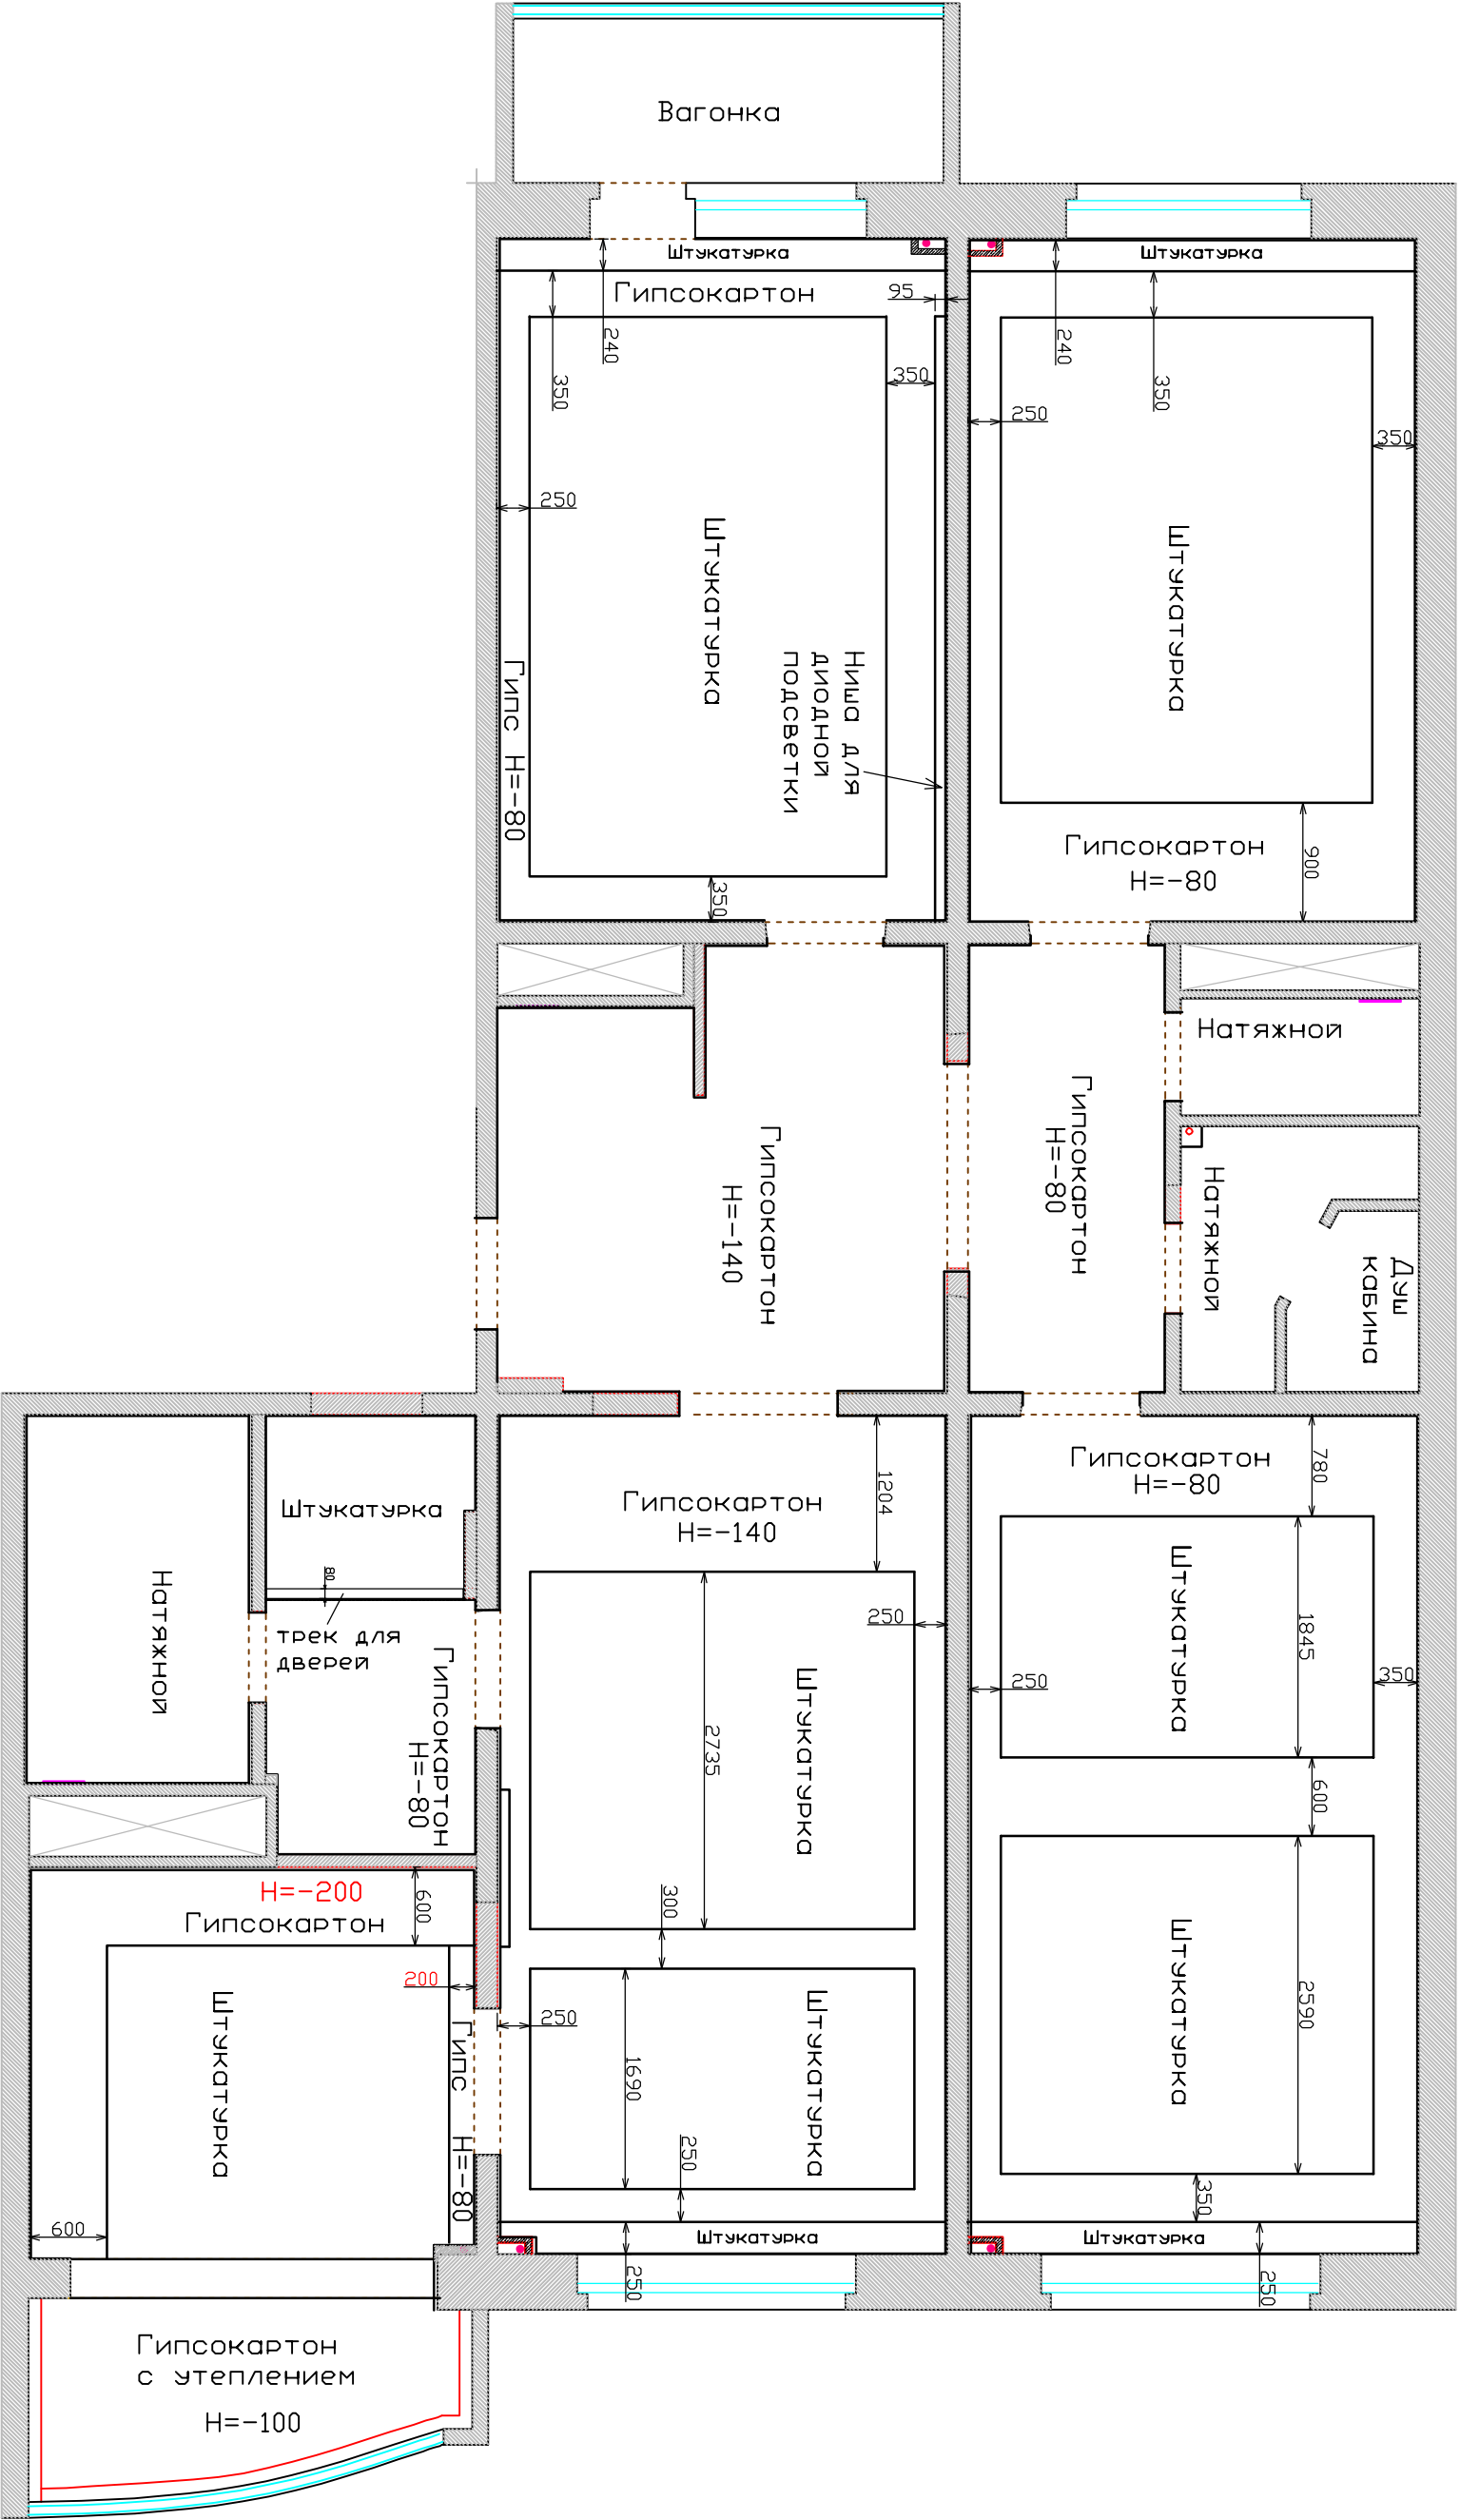 Вагонка
Штукатурка
Штукатурка
Гипсокартон
95
240
350
350
240
350
250
350
250
Штукатурка
Штукатурка
Ниша для
диодной
подсветки
Гипс H=-80
350
Гипсокартон
H=-80
900
Натяжной
Гипсокартон
H=-140
Гипсокартон
H=-80
Натяжной
Душ
кабина
Штукатурка
80
трек для
дверей
Натяжной
Гипсокартон
H=-80
Гипсокартон
H=-140
1204
250
Штукатурка
2735
300
Гипсокартон
H=-80
780
Штукатурка
1845
250
350
600
H=-200
Гипсокартон
600
200
Штукатурка
Гипс H=-80
600
250
1690
Штукатурка
250
Штукатурка
250
Штукатурка
2590
350
Штукатурка
250
Гипсокартон
с утеплением
H=-100